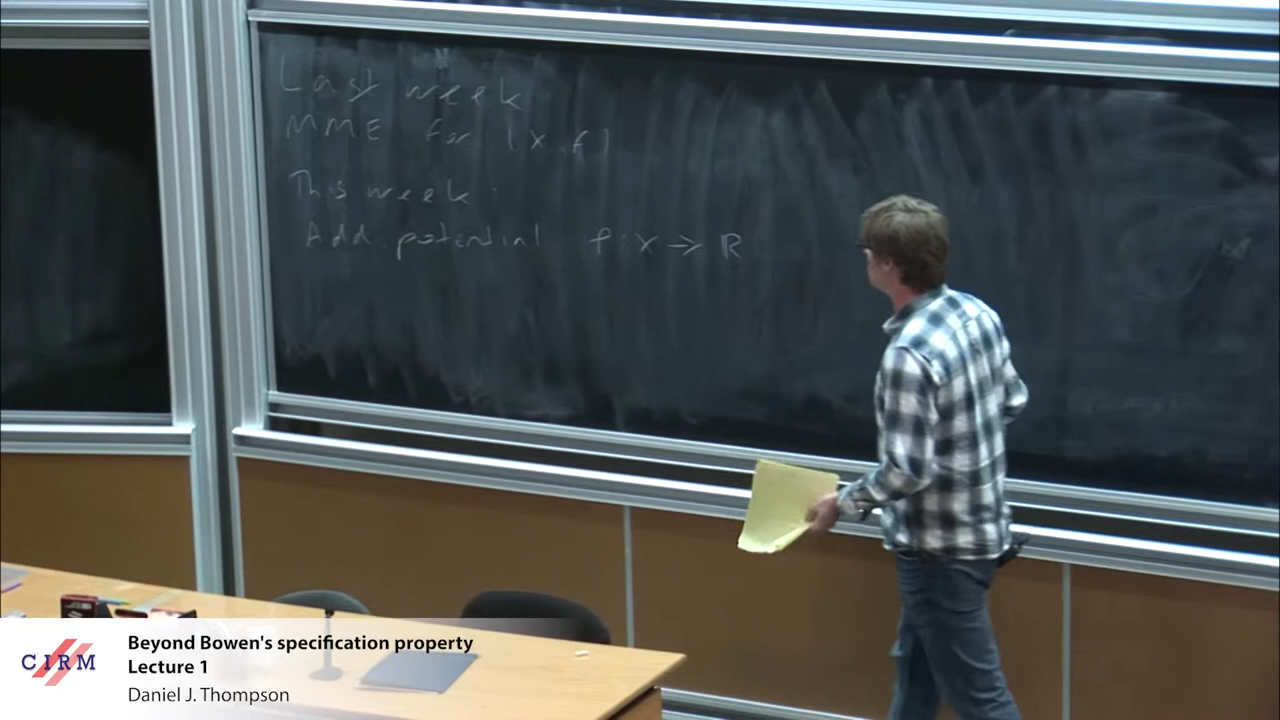 Last week
MME for (X, f)
This week.
Add potential f: X → ℝ
CIRM
Beyond Bowen's specification property
Lecture 1
Daniel J. Thompson